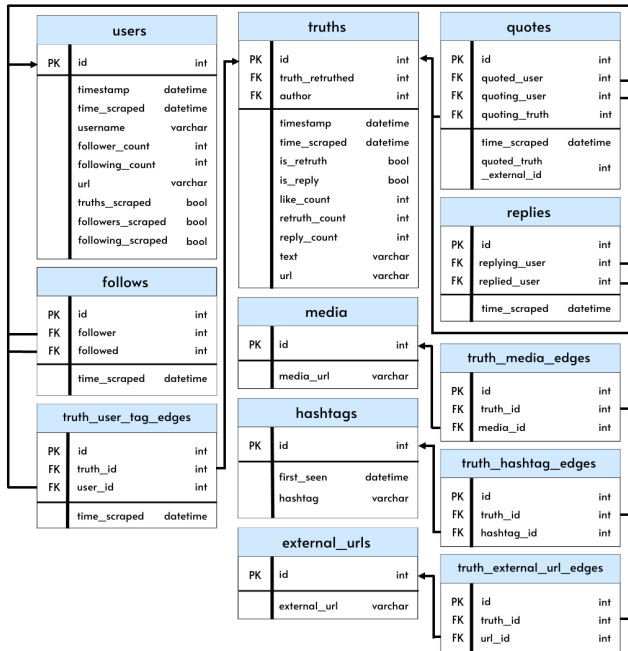 users
PK id int
timestamp datetime
time_scraped datetime
username varchar
follower_count int
following_count int
url varchar
truths_scraped bool
followers_scraped bool
following_scraped bool
follows
PK id int
FK follower int
FK followed int
time_scraped datetime
truth_user_tag_edges
PK id int
FK truth_id int
FK user_id int
time_scraped datetime
truths
PK id int
FK truth_retruthed int
FK author int
timestamp datetime
time_scraped datetime
is_retruth bool
is_reply bool
like_count int
retruth_count int
reply_count int
text varchar
url varchar
media
PK id int
media_url varchar
hashtags
PK id int
first_seen datetime
hashtag varchar
external_urls
PK id int
external_url varchar
quotes
PK id int
FK quoted_user int
FK quoting_user int
FK quoting_truth int
time_scraped datetime
quoted_truth
_external_id int
replies
PK id int
FK replying_user int
FK replied_user int
time_scraped datetime
truth_media_edges
PK id int
FK truth_id int
FK media_id int
truth_hashtag_edges
PK id int
FK truth_id int
FK hashtag_id int
truth_external_url_edges
PK id int
FK truth_id int
FK url_id int